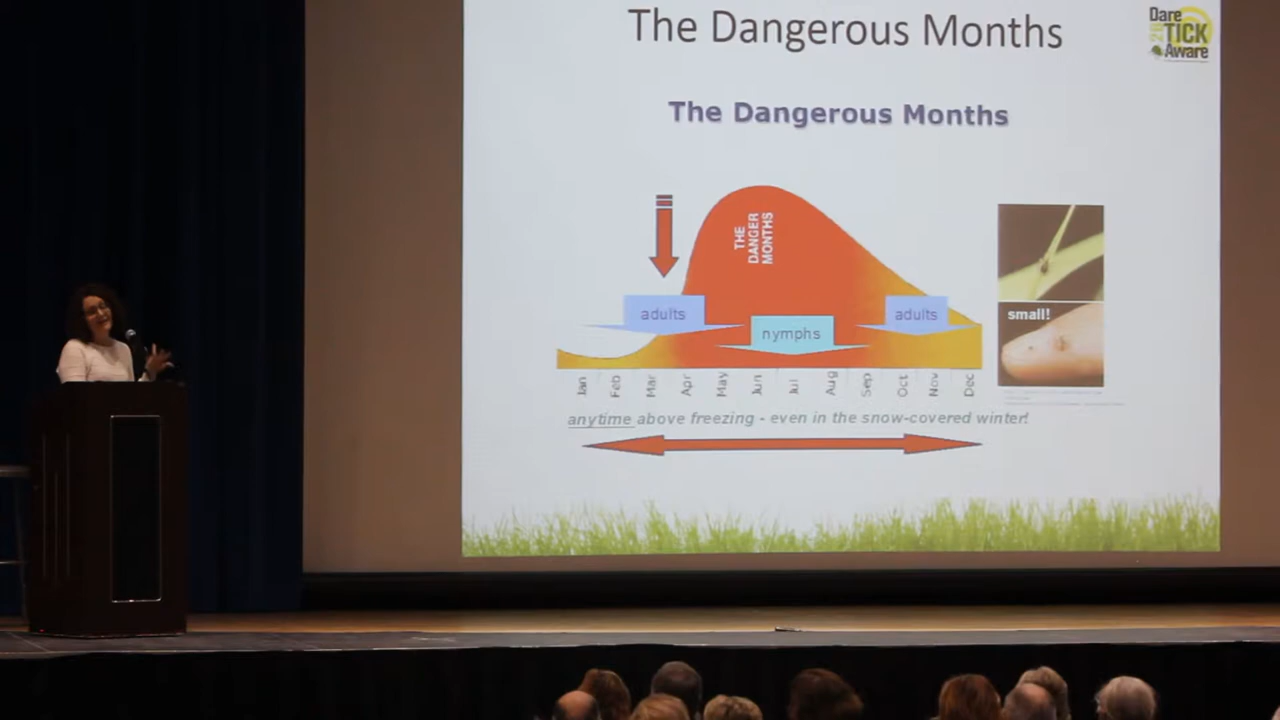 The Dangerous Months
Dare
TICK
Aware
The Dangerous Months
THE
DANGER
MONTHS
adults
nymphs
adults
small!
Jan Feb Mar Apr May Jun Jul Aug Sep Oct Nov Dec
anytime above freezing - even in the snow-covered winter!